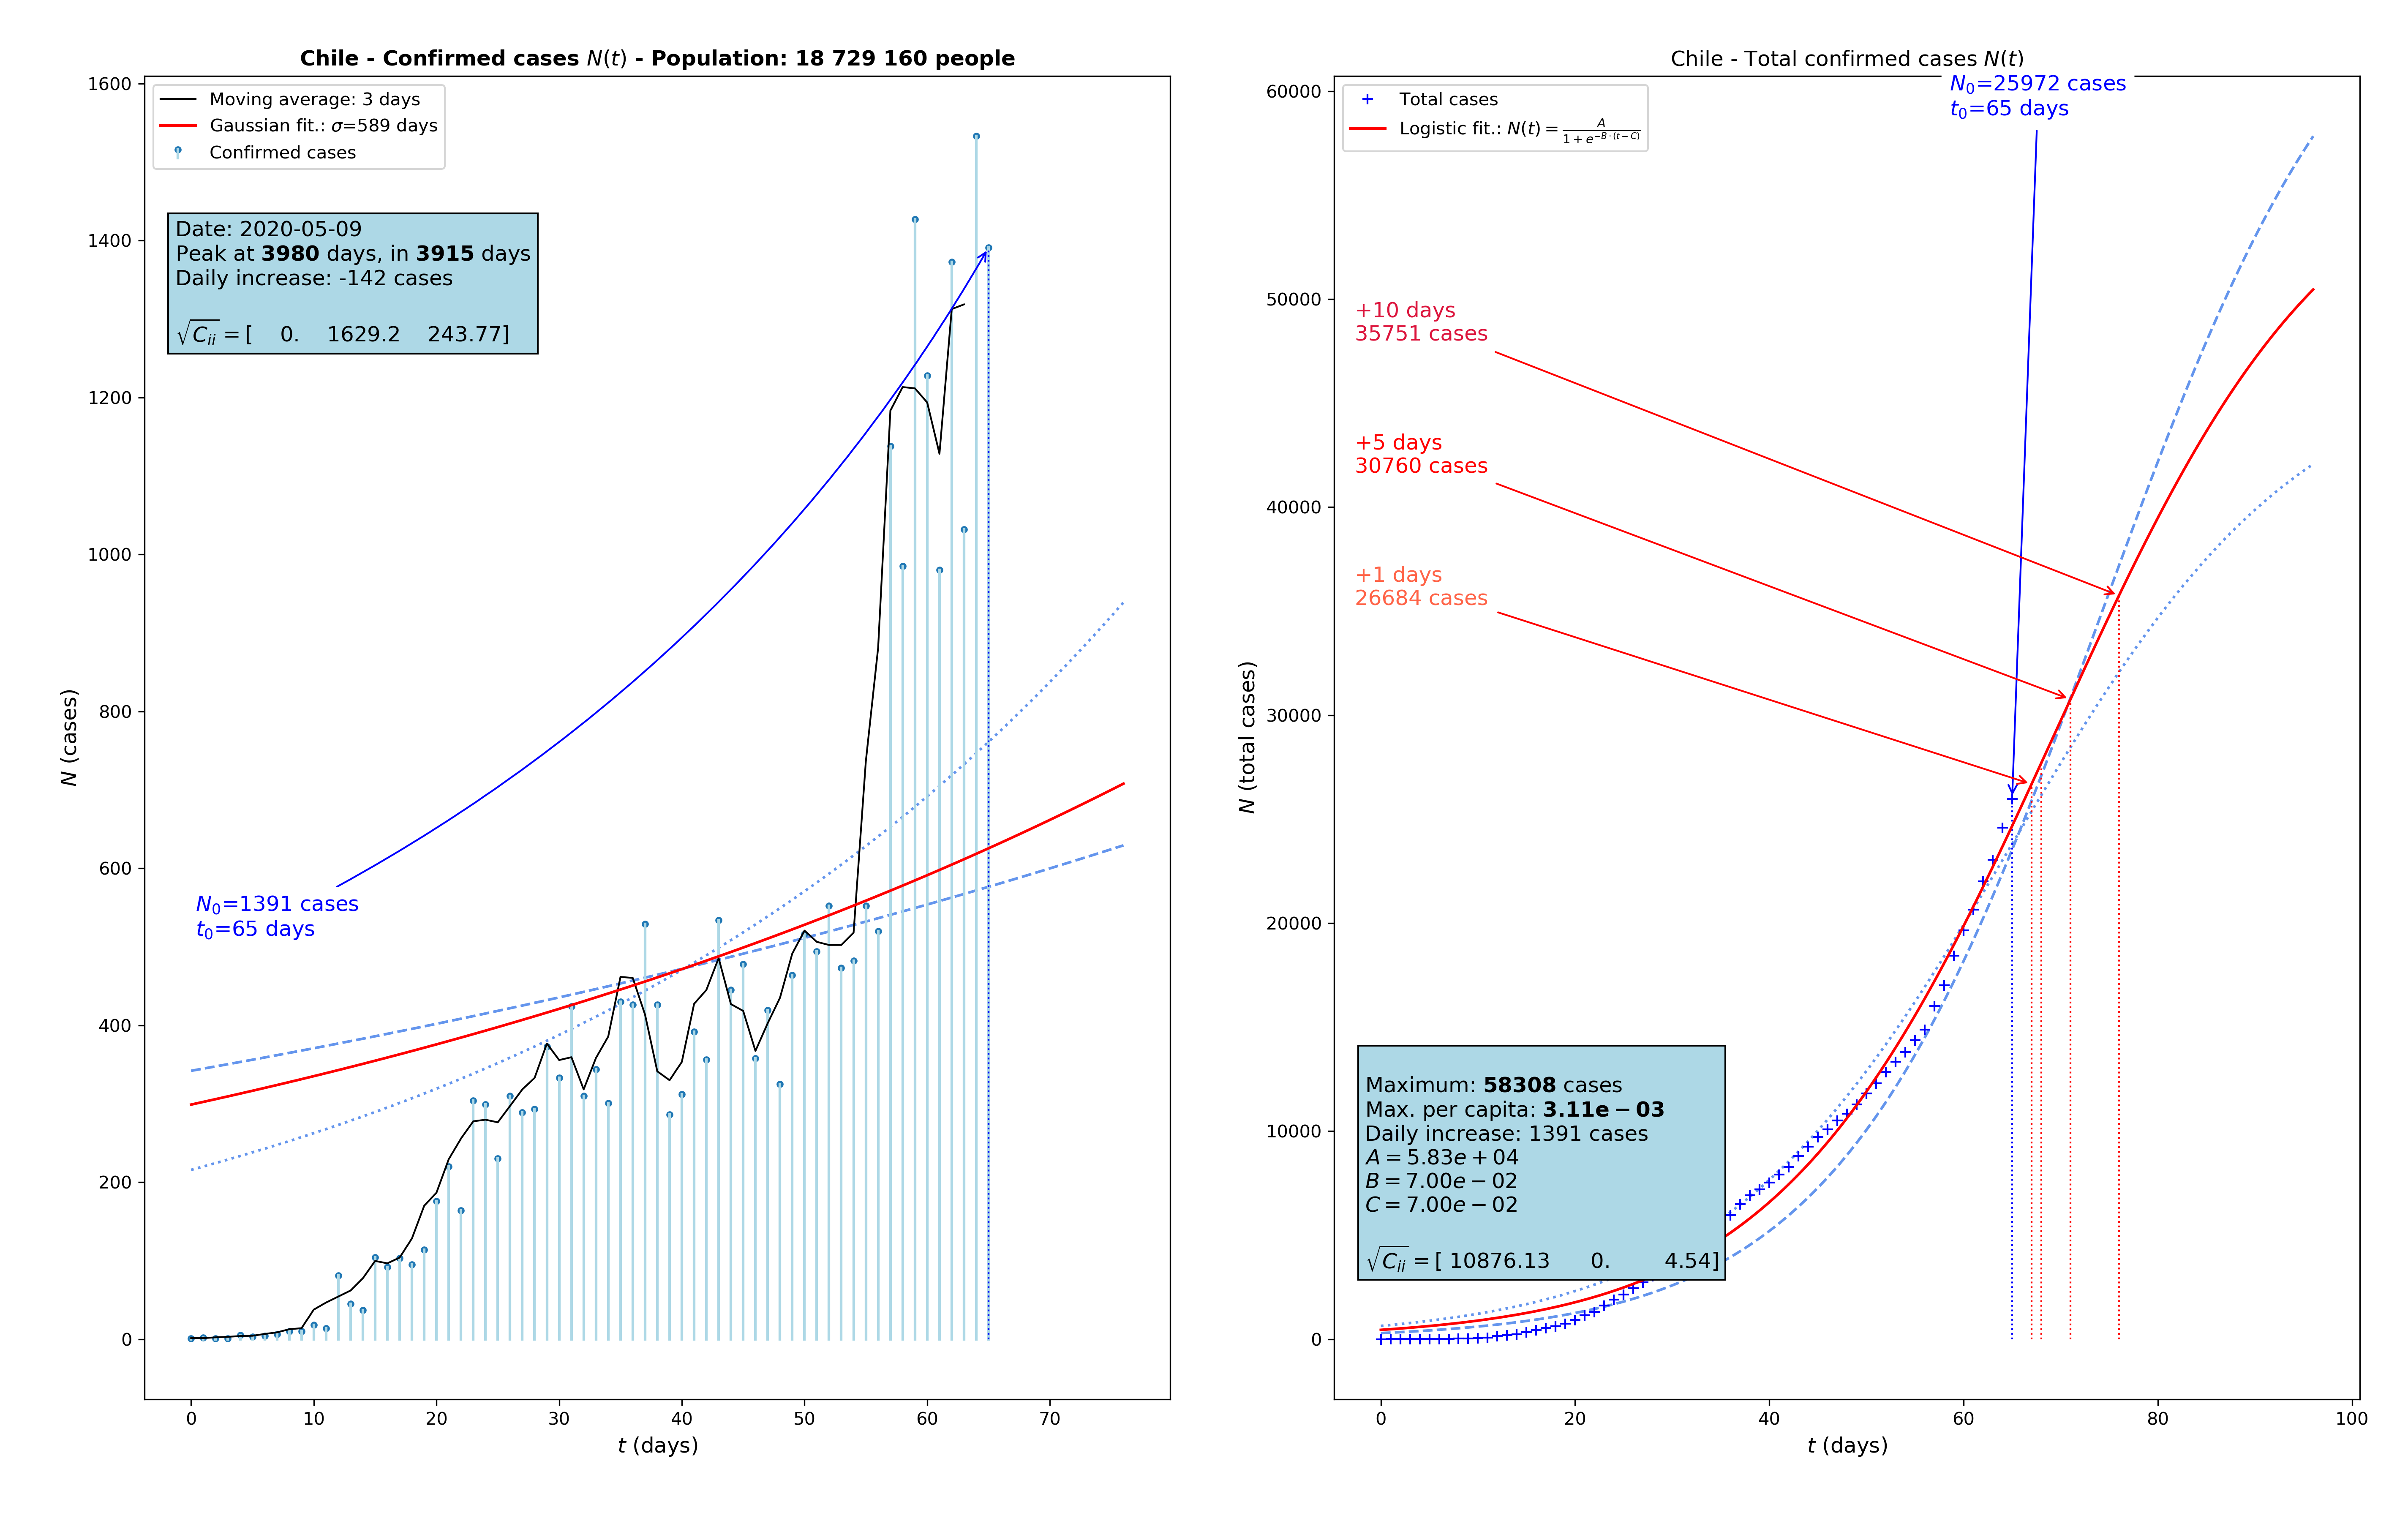 Chile - Confirmed cases N(t) - Population: 18 729 160 people
Moving average: 3 days
Gaussian fit.: σ=589 days
Confirmed cases
Date: 2020-05-09
Peak at 3980 days, in 3915 days
Daily increase: -142 cases
√C_ii = [ 0. 1629.2 243.77]
N₀=1391 cases
t₀=65 days
N (cases)
1600
1400
1200
1000
800
600
400
200
0
0 10 20 30 40 50 60 70
t (days)
Chile - Total confirmed cases N(t)
N₀=25972 cases
t₀=65 days
Total cases
Logistic fit.: N(t) = A / (1 + e^(−B·(t−C)))
+10 days
35751 cases
+5 days
30760 cases
+1 days
26684 cases
Maximum: 58308 cases
Max. per capita: 3.11e − 03
Daily increase: 1391 cases
A = 5.83e + 04
B = 7.00e − 02
C = 7.00e − 02
√C_ii = [ 10876.13 0. 4.54]
N (total cases)
60000
50000
40000
30000
20000
10000
0
0 20 40 60 80 100
t (days)